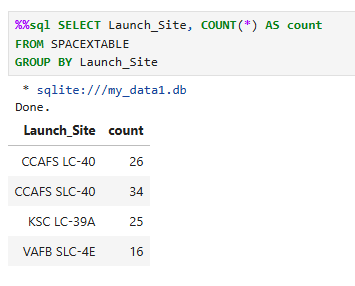 %%sql SELECT Launch_Site, COUNT(*) AS count
FROM SPACEXTABLE
GROUP BY Launch_Site
* sqlite:///my_data1.db
Done.
Launch_Site count
CCAFS LC-40 26
CCAFS SLC-40 34
KSC LC-39A 25
VAFB SLC-4E 16